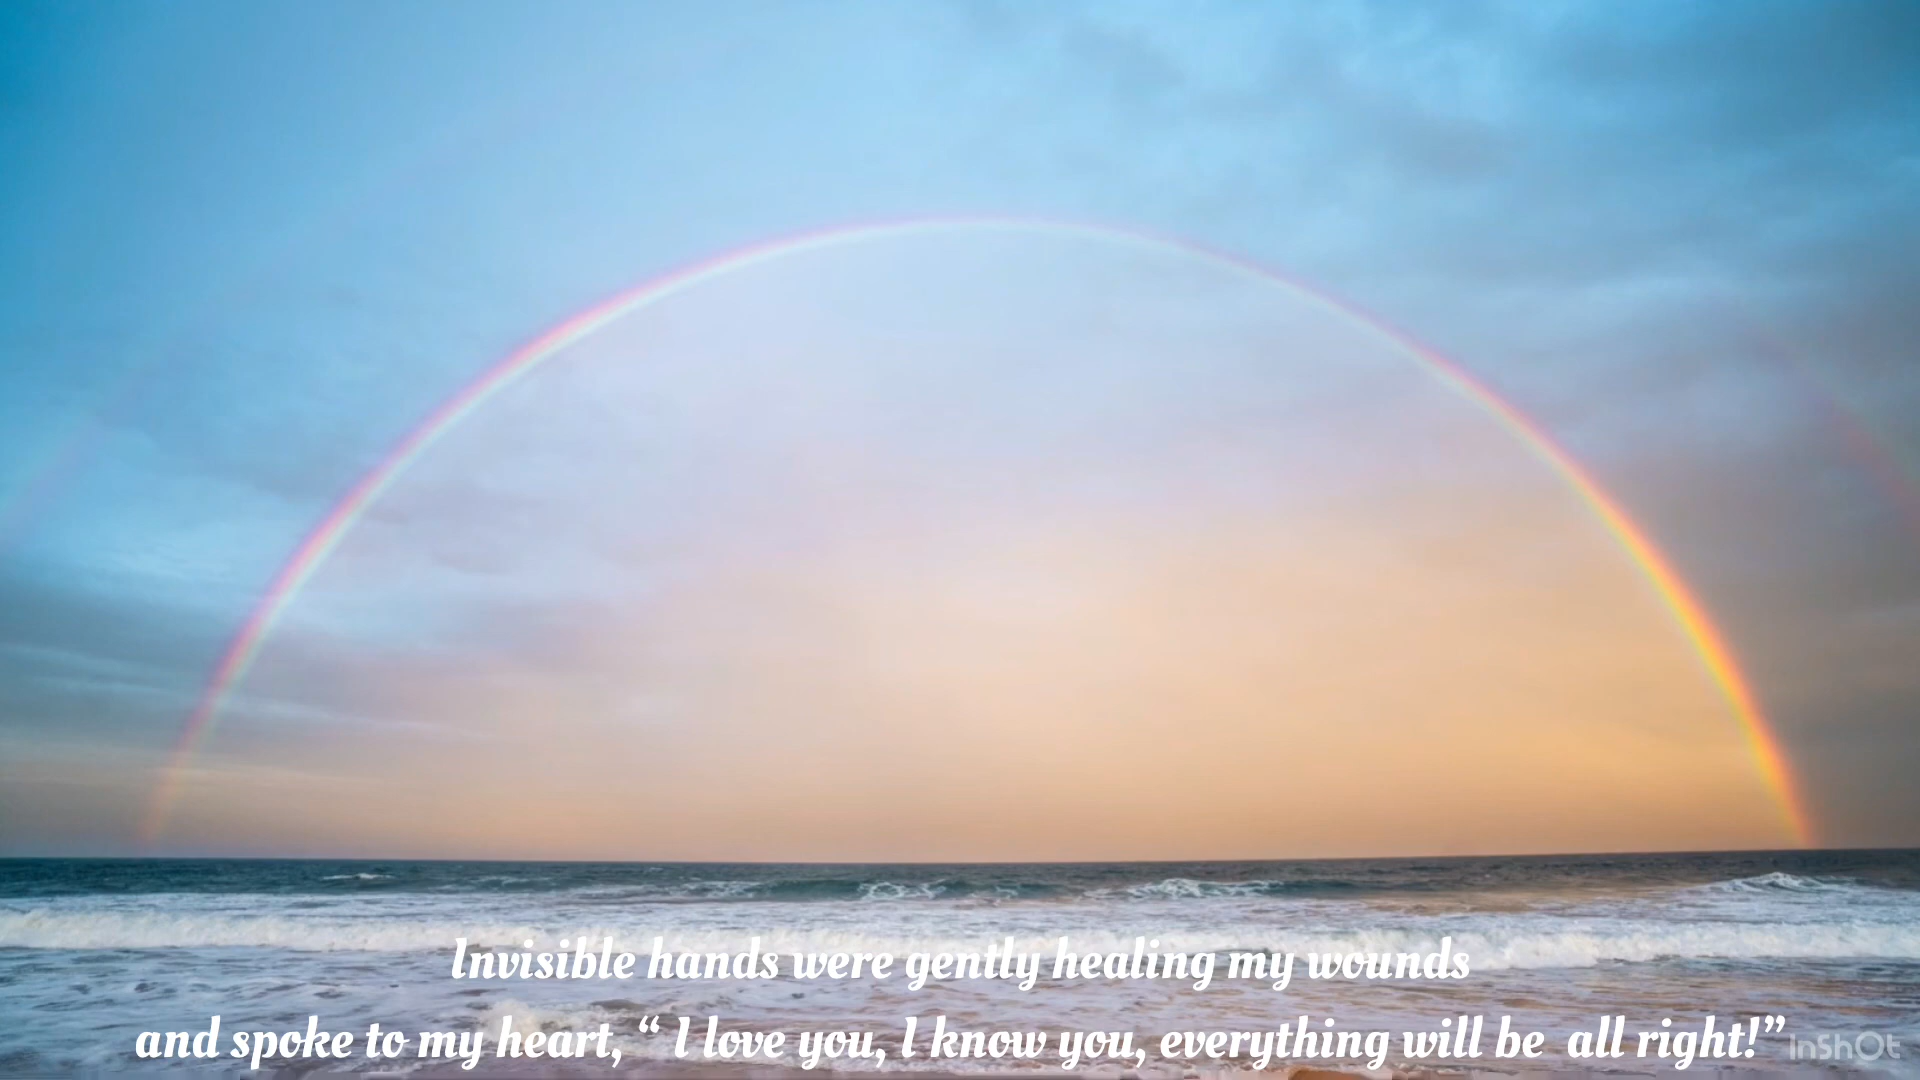 Invisible hands were gently healing my wounds
and spoke to my heart, “ I love you, I know you, everything will be  all right!”
InShOt